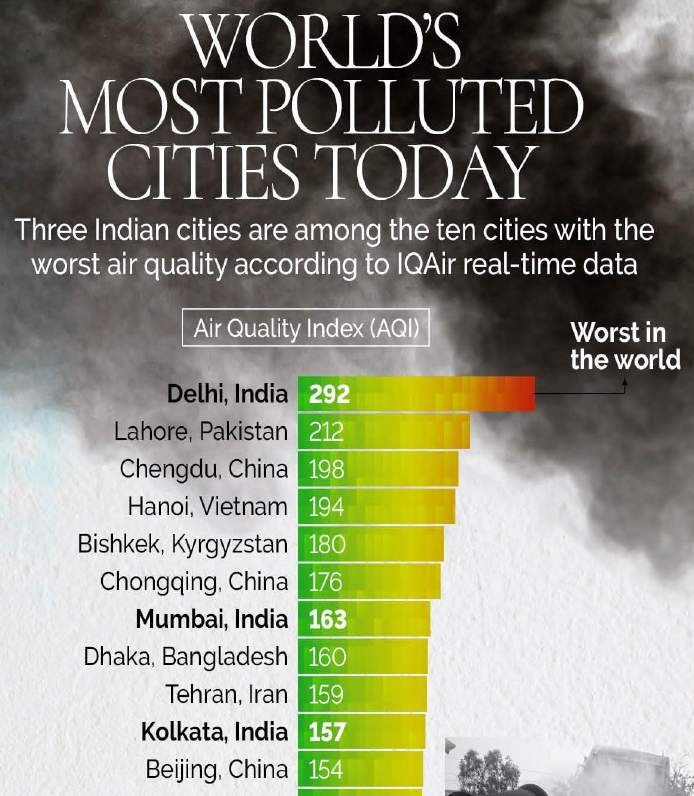 WORLD'S
MOST POLLUTED
CITIES TODAY
Three Indian cities are among the ten cities with the
worst air quality according to IQAir real-time data
Air Quality Index (AQI)
Worst in
the world
Delhi, India 292
Lahore, Pakistan 212
Chengdu, China 198
Hanoi, Vietnam 194
Bishkek, Kyrgyzstan 180
Chongqing, China 176
Mumbai, India 163
Dhaka, Bangladesh 160
Tehran, Iran 159
Kolkata, India 157
Beijing, China 154